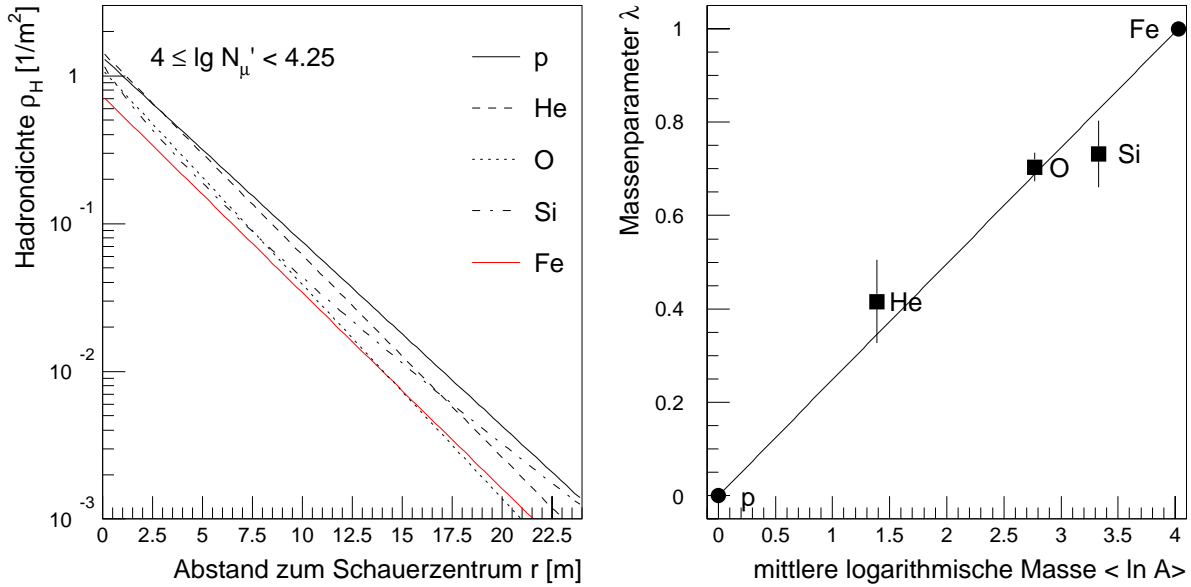 Hadrondichte ρ_H [1/m²]
4 ≤ lg N_μ' < 4.25
p
He
O
Si
Fe
1
10⁻¹
10⁻²
10⁻³
0 2.5 5 7.5 10 12.5 15 17.5 20 22.5
Abstand zum Schauerzentrum r [m]
Massenparameter λ
1
0.8
0.6
0.4
0.2
0
Fe
Si
O
He
p
0 0.5 1 1.5 2 2.5 3 3.5 4
mittlere logarithmische Masse < ln A>